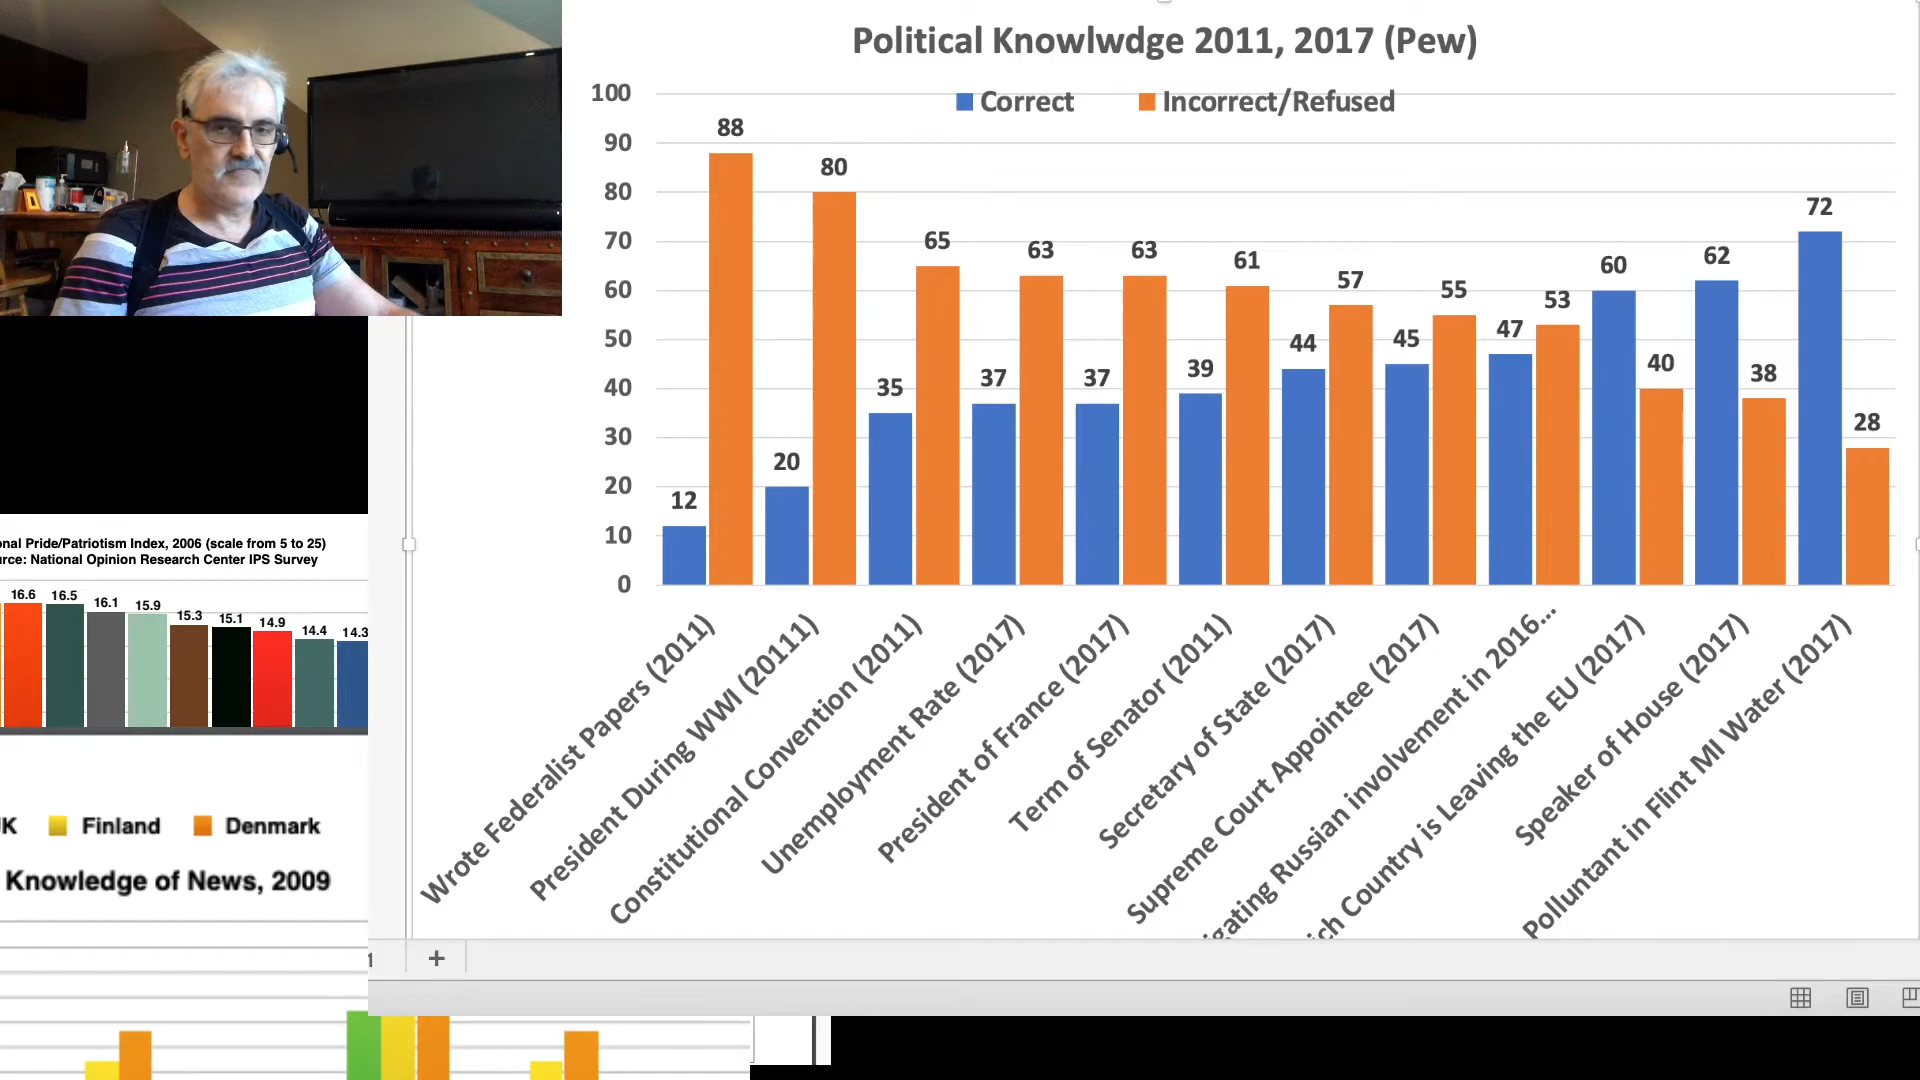 Political Knowlwdge 2011, 2017 (Pew)
Correct Incorrect/Refused
100
90
80
70
60
50
40
30
20
10
0
12 88
20 80
35 65
37 63
37 63
39 61
44 57
45 55
47 53
60 40
62 38
72 28
Wrote Federalist Papers (2011)
President During WWI (20111)
Constitutional Convention (2011)
Unemployment Rate (2017)
President of France (2017)
Term of Senator (2011)
Secretary of State (2017)
Supreme Court Appointee (2017)
igating Russian involvement in 2016...
ich Country is Leaving the EU (2017)
Speaker of House (2017)
Polluntant in Flint MI Water (2017)
onal Pride/Patriotism Index, 2006 (scale from 5 to 25)
urce: National Opinion Research Center IPS Survey
16.6 16.5 16.1 15.9 15.3 15.1 14.9 14.4 14.3
K Finland Denmark
Knowledge of News, 2009
+